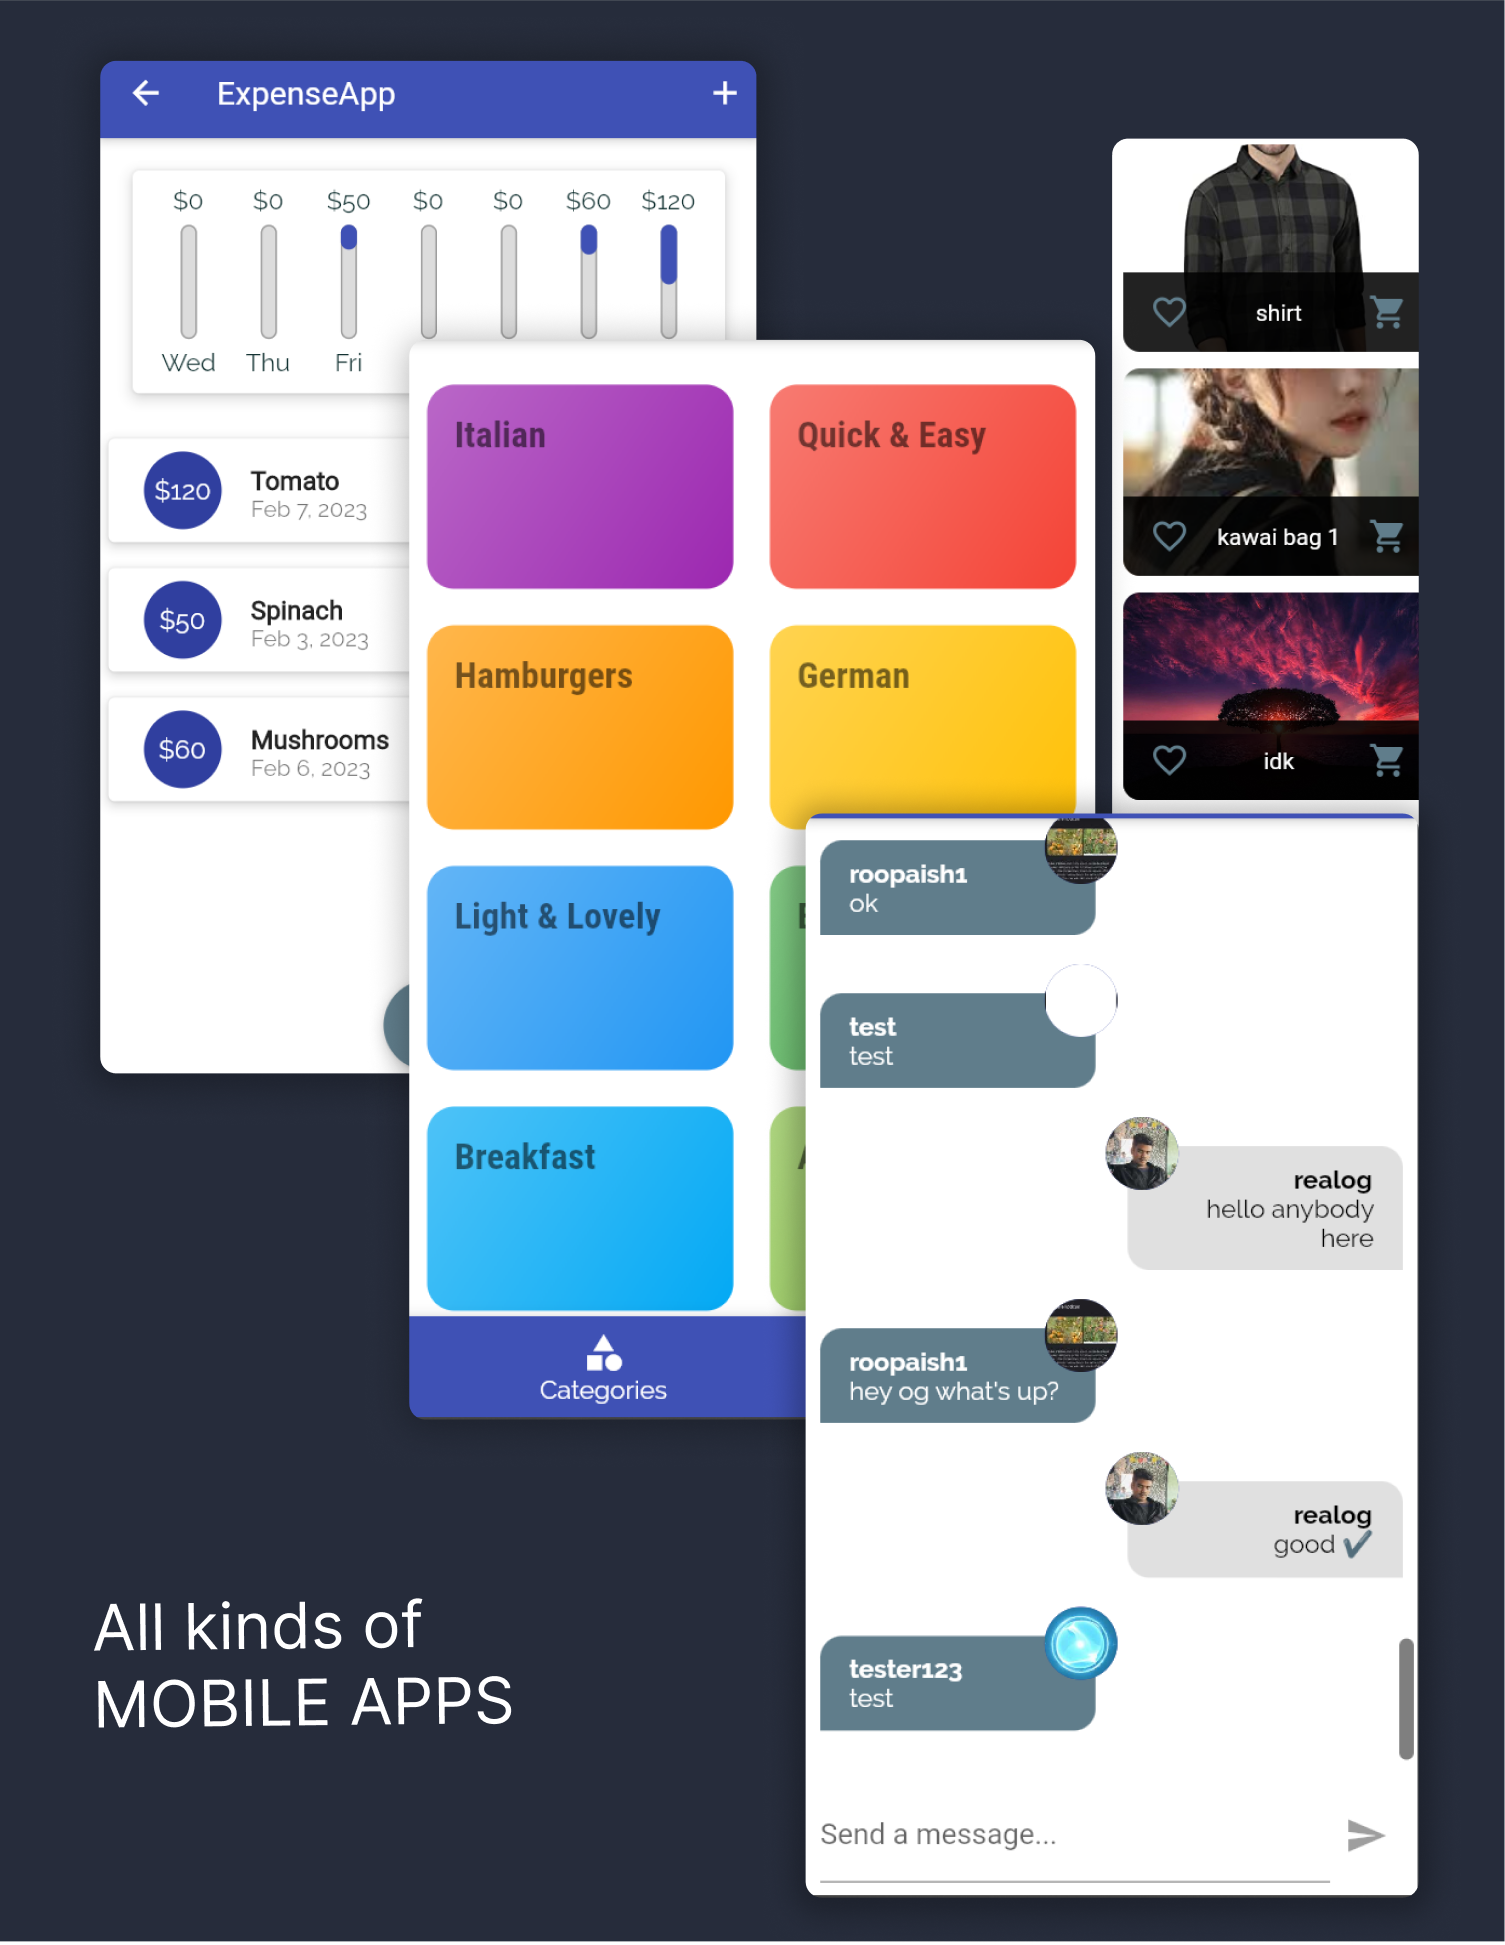 ExpenseApp
$0 $0 $50 $0 $0 $60 $120
Wed Thu Fri
$120
Tomato
Feb 7, 2023
$50
Spinach
Feb 3, 2023
$60
Mushrooms
Feb 6, 2023
Italian
Quick & Easy
Hamburgers
German
Light & Lovely
Breakfast
Categories
shirt
kawai bag 1
idk
roopaish1
ok
test
test
realog
hello anybody
here
roopaish1
hey og what's up?
realog
good ✔
tester123
test
Send a message...
All kinds of
MOBILE APPS